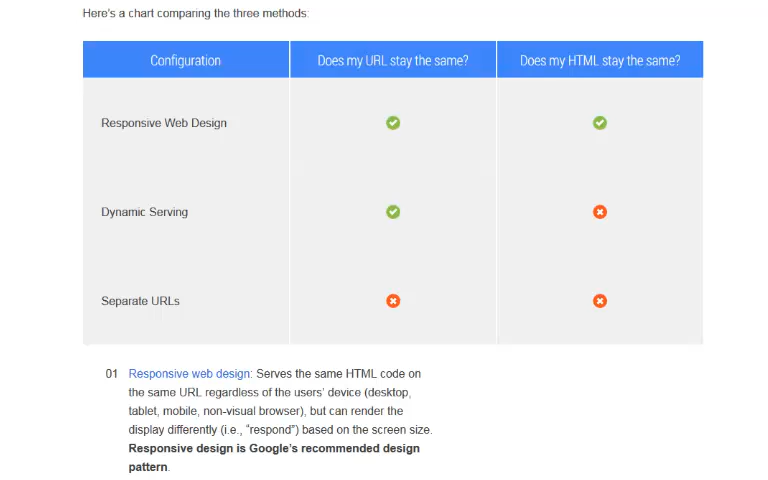 Here's a chart comparing the three methods:
Configuration Does my URL stay the same? Does my HTML stay the same?
Responsive Web Design
Dynamic Serving
Separate URLs
01 Responsive web design: Serves the same HTML code on
the same URL regardless of the users' device (desktop,
tablet, mobile, non-visual browser), but can render the
display differently (i.e., “respond”) based on the screen size.
Responsive design is Google's recommended design
pattern.